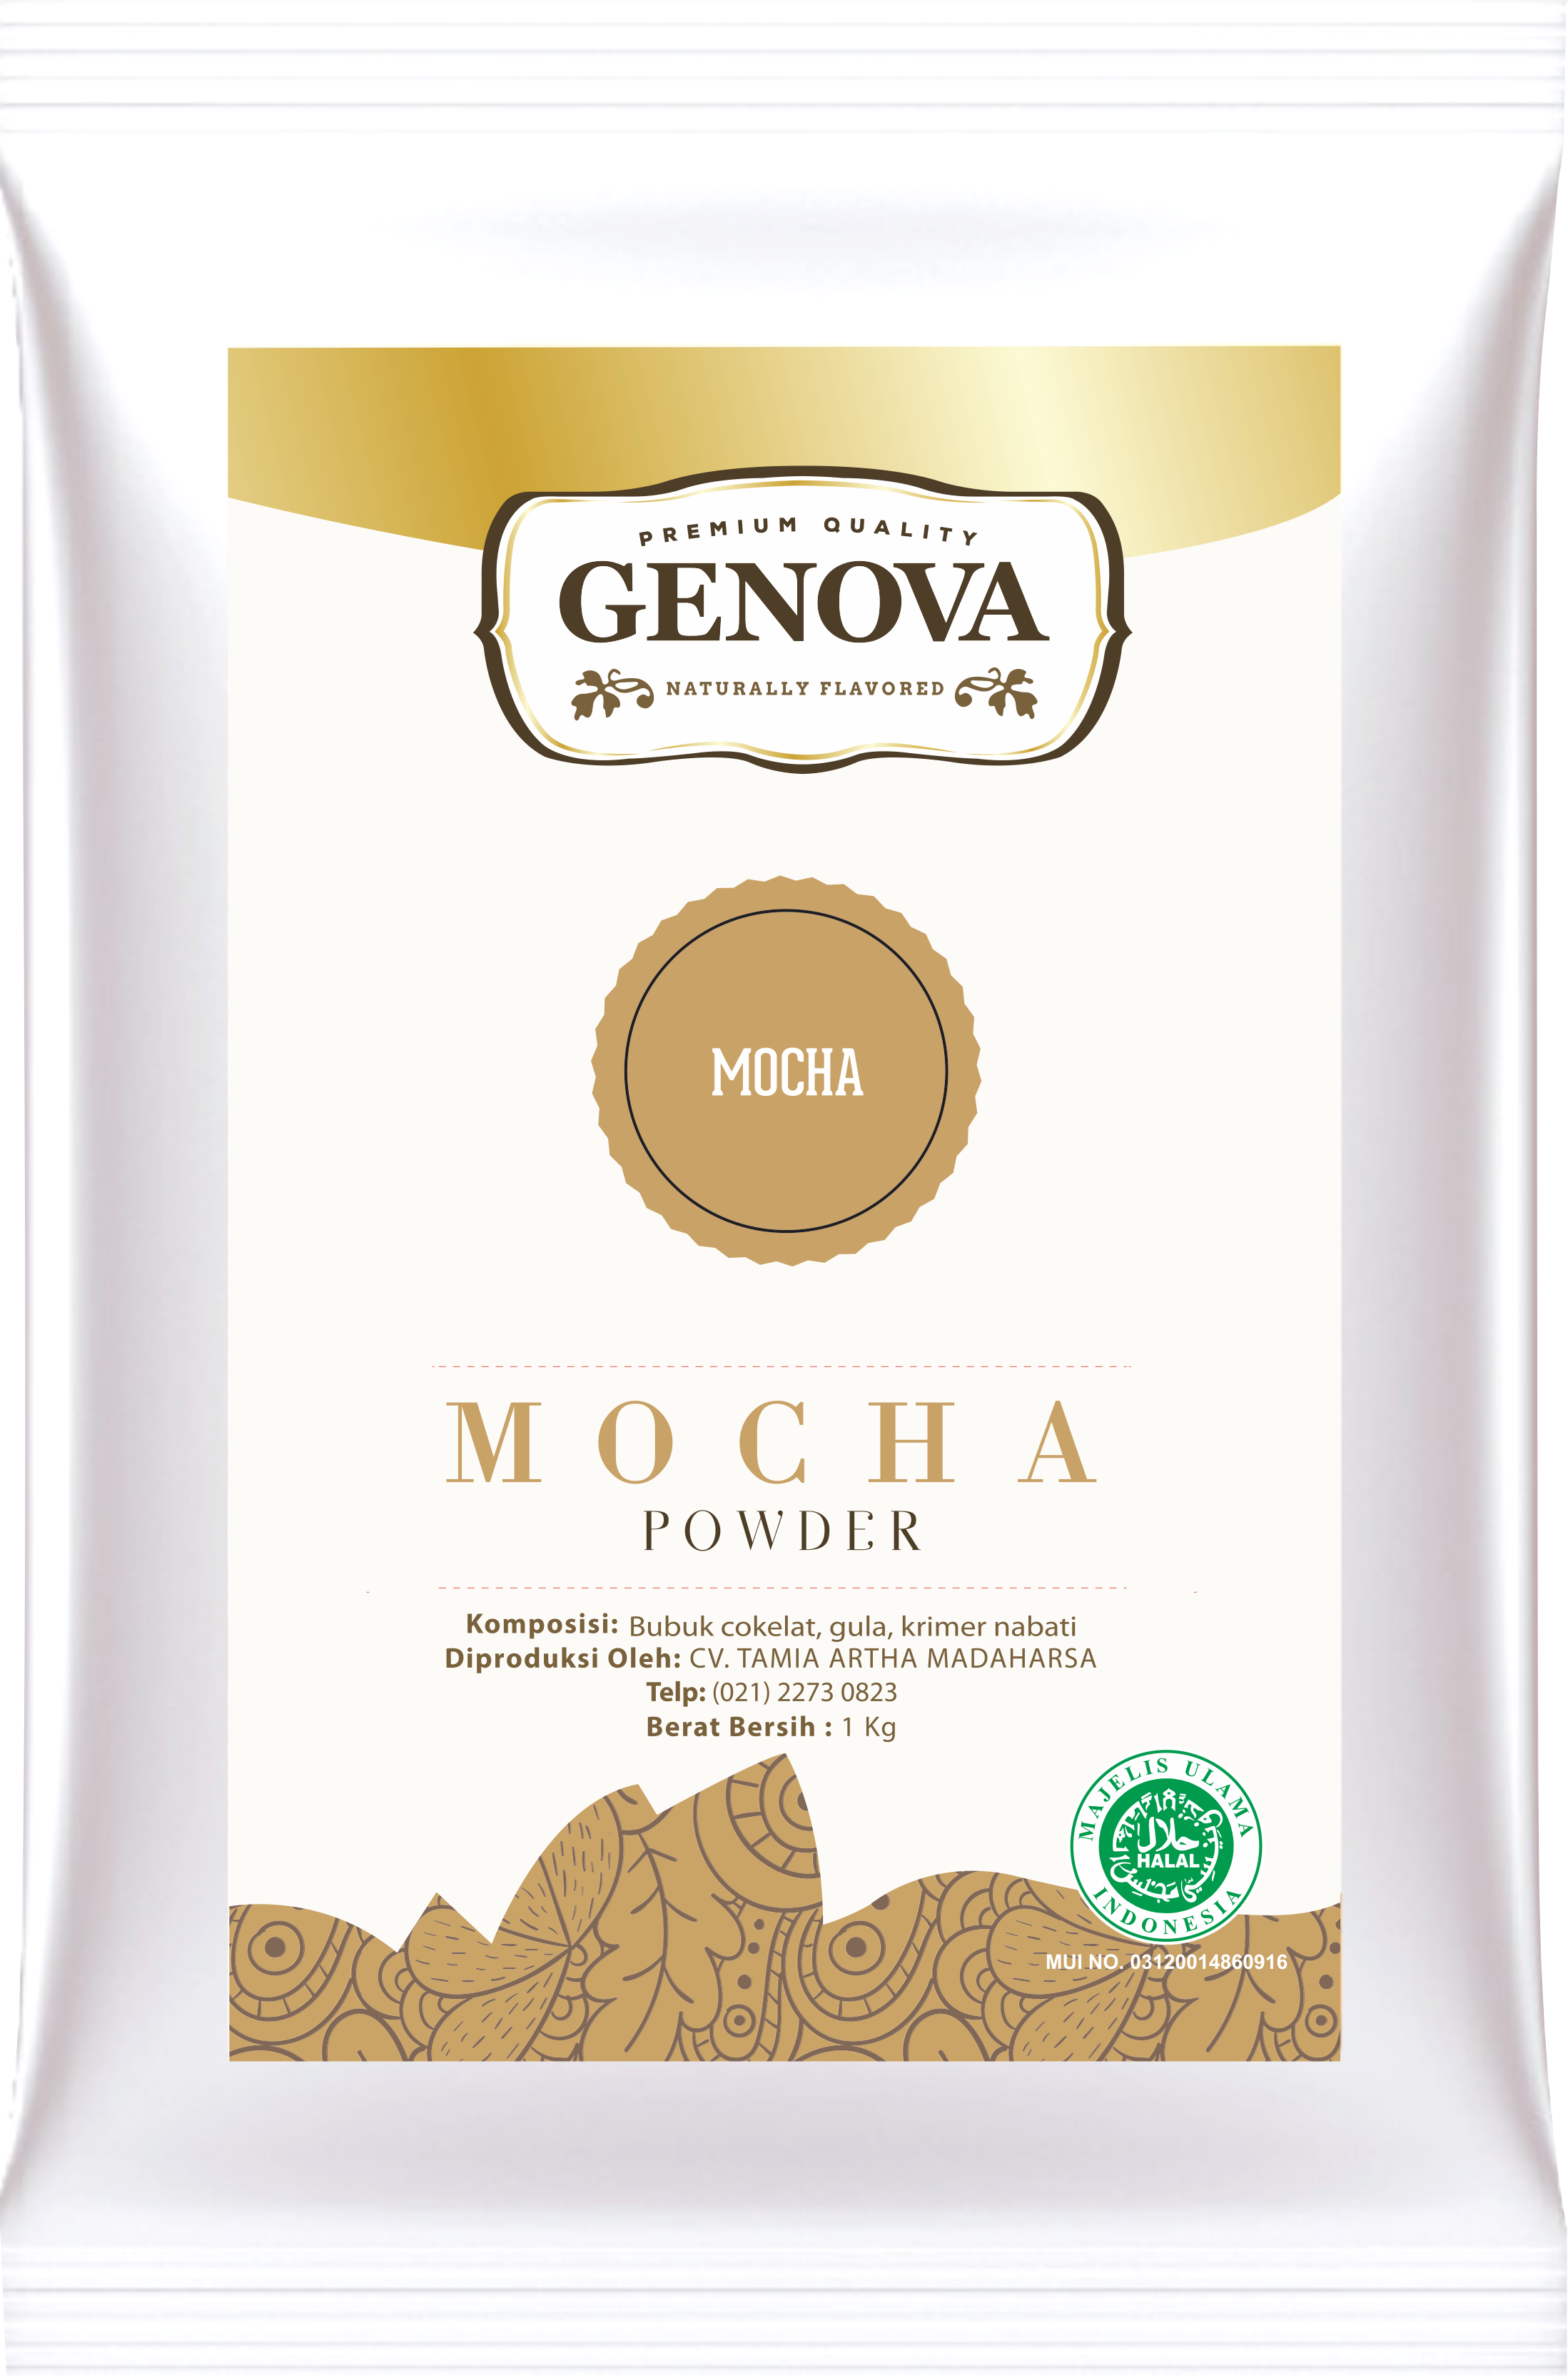 PREMIUM QUALITY
GENOVA
NATURALLY FLAVORED
MOCHA
MOCHA
POWDER
Komposisi: Bubuk cokelat, gula, krimer nabati
Diproduksi Oleh: CV. TAMIA ARTHA MADAHARSA
Telp: (021) 2273 0823
Berat Bersih : 1 Kg
MAJELIS ULAMA
حلال
HALAL
INDONESIA
MUI NO. 03120014860916